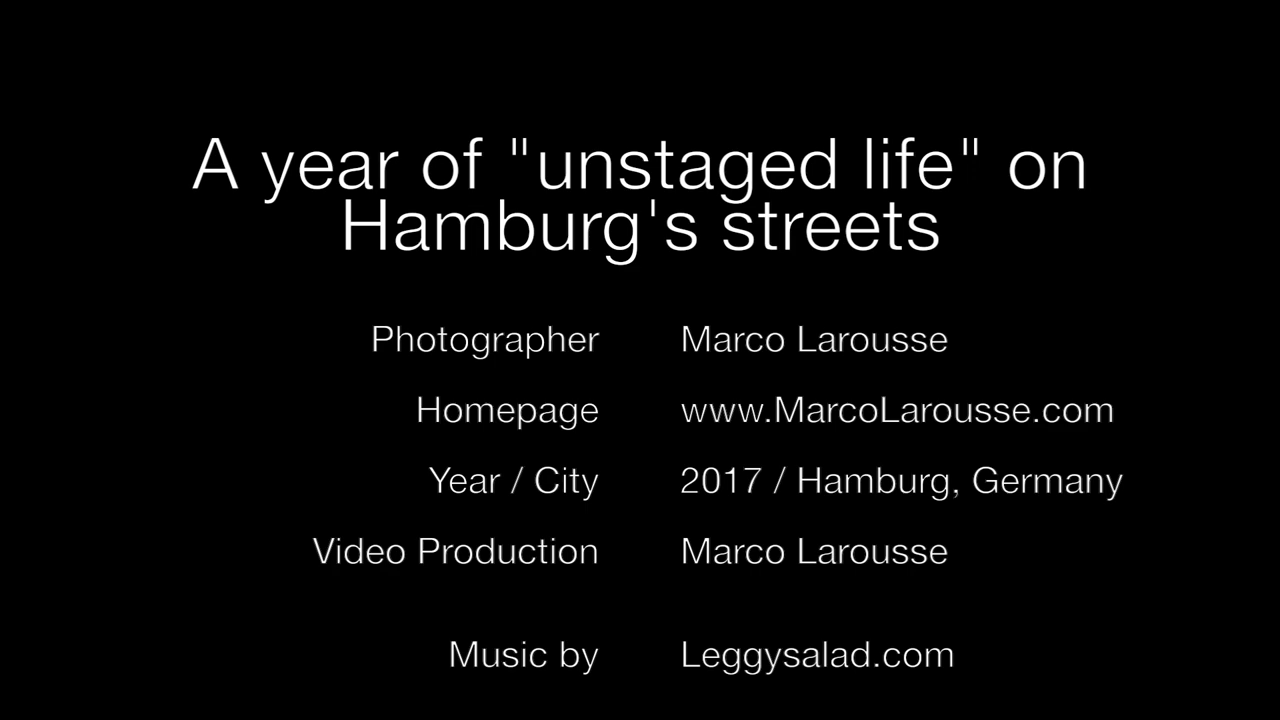 A year of "unstaged life" on
Hamburg's streets
Photographer Marco Larousse
Homepage www.MarcoLarousse.com
Year / City 2017 / Hamburg, Germany
Video Production Marco Larousse
Music by Leggysalad.com